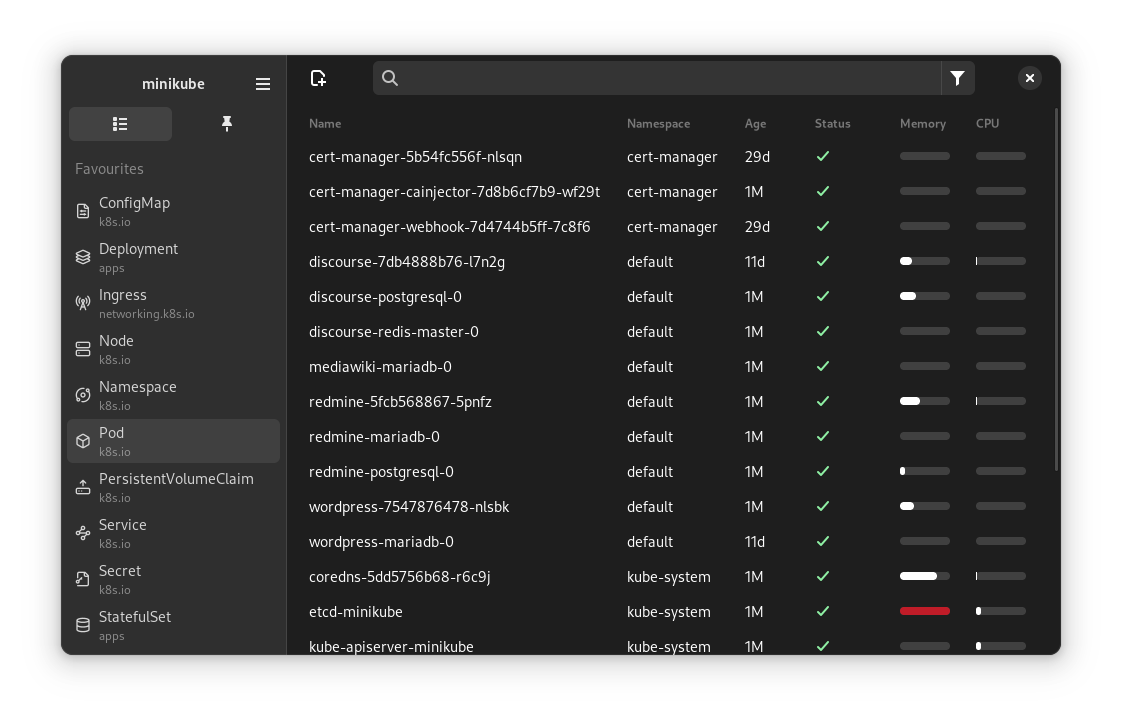 minikube
Favourites
ConfigMap
k8s.io
Deployment
apps
Ingress
networking.k8s.io
Node
k8s.io
Namespace
k8s.io
Pod
k8s.io
PersistentVolumeClaim
k8s.io
Service
k8s.io
Secret
k8s.io
StatefulSet
apps
Name Namespace Age Status Memory CPU
cert-manager-5b54fc556f-nlsqn cert-manager 29d
cert-manager-cainjector-7d8b6cf7b9-wf29t cert-manager 1M
cert-manager-webhook-7d4744b5ff-7c8f6 cert-manager 29d
discourse-7db4888b76-l7n2g default 11d
discourse-postgresql-0 default 1M
discourse-redis-master-0 default 1M
mediawiki-mariadb-0 default 1M
redmine-5fcb568867-5pnfz default 1M
redmine-mariadb-0 default 1M
redmine-postgresql-0 default 1M
wordpress-7547876478-nlsbk default 1M
wordpress-mariadb-0 default 11d
coredns-5dd5756b68-r6c9j kube-system 1M
etcd-minikube kube-system 1M
kube-apiserver-minikube kube-system 1M